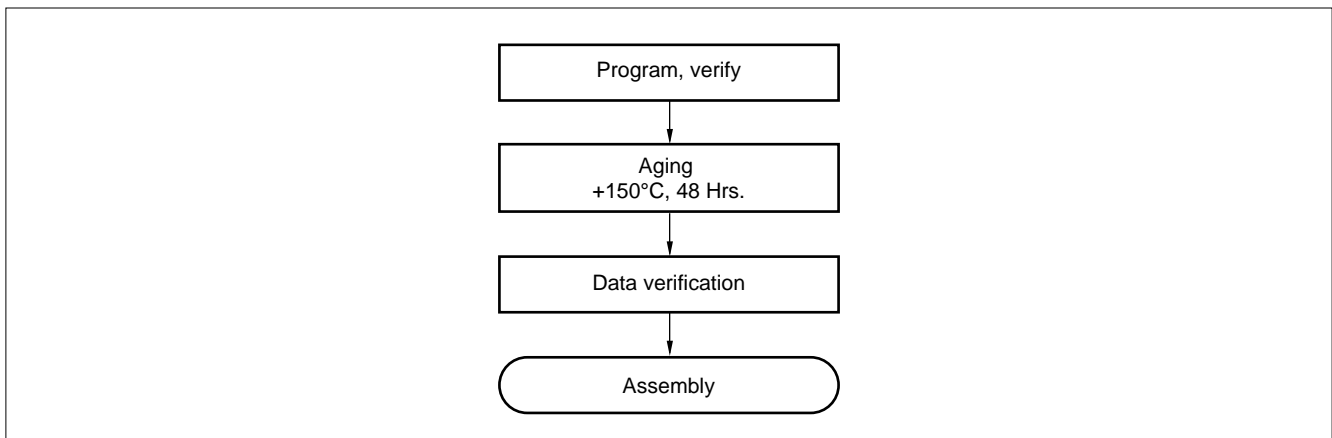 Program, verify
Aging
+150°C, 48 Hrs.
Data verification
Assembly